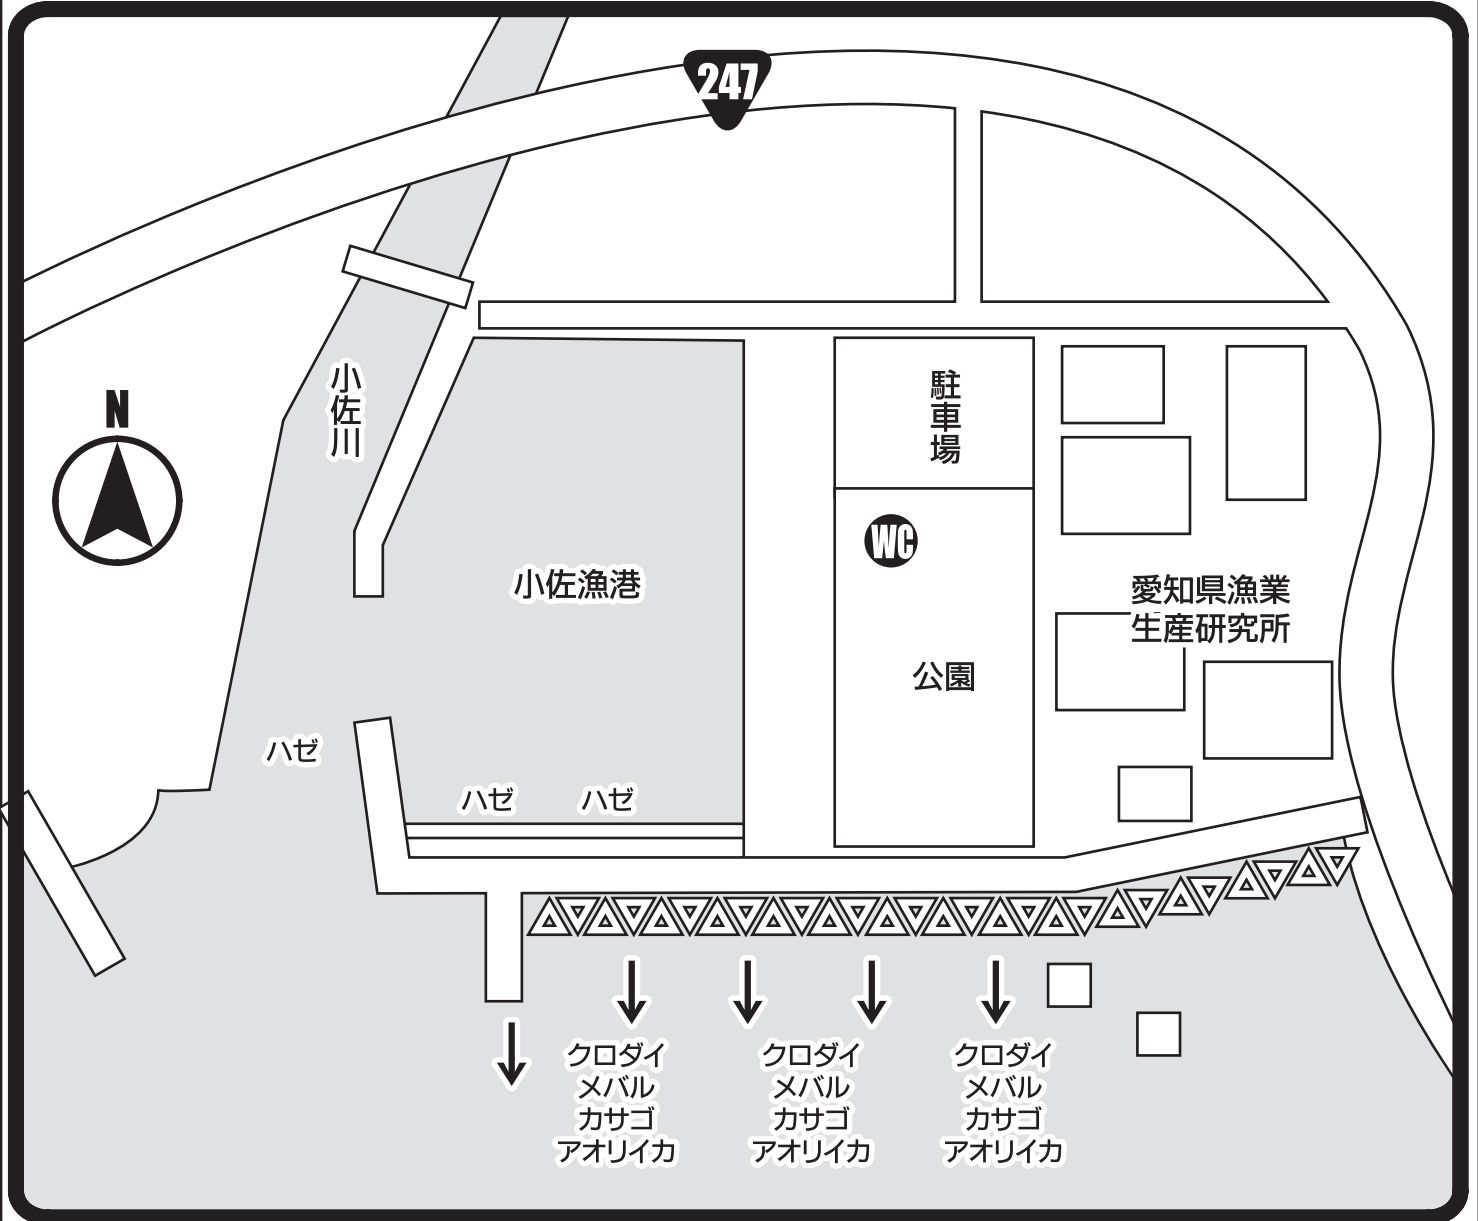 247
N
小佐川
駐車場
WC
小佐漁港
愛知県漁業
生産研究所
公園
ハゼ
ハゼ
ハゼ
クロダイ
メバル
カサゴ
アオリイカ
クロダイ
メバル
カサゴ
アオリイカ
クロダイ
メバル
カサゴ
アオリイカ